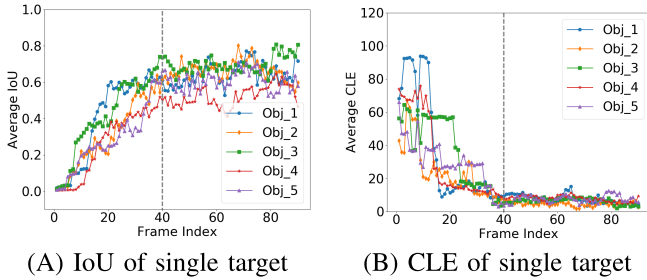 1.0
0.8
0.6
0.4
0.2
0.0
Average IoU
0 20 40 60 80
Frame Index
Obj_1
Obj_2
Obj_3
Obj_4
Obj_5
(A) IoU of single target
120
100
80
60
40
20
0
Average CLE
0 20 40 60 80
Frame Index
Obj_1
Obj_2
Obj_3
Obj_4
Obj_5
(B) CLE of single target